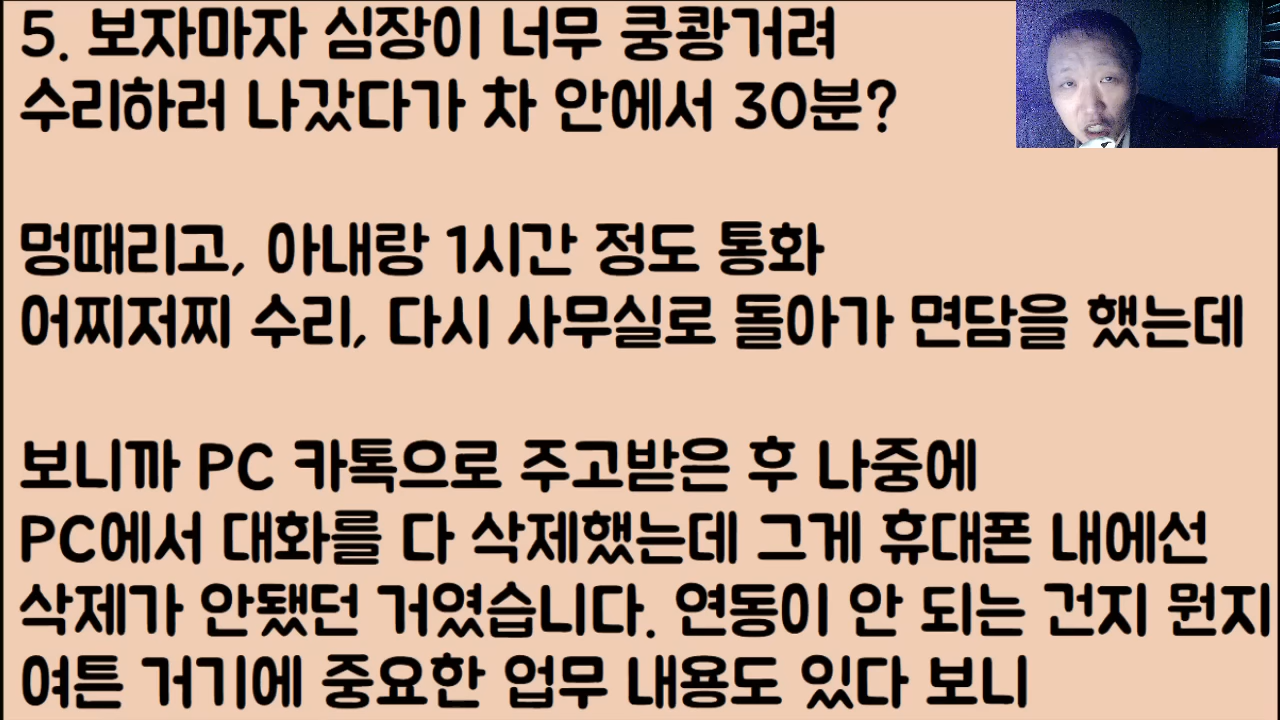 5. 보자마자 심장이 너무 쿵쾅거려
수리하러 나갔다가 차 안에서 30분?
멍때리고, 아내랑 1시간 정도 통화
어찌저찌 수리, 다시 사무실로 돌아가 면담을 했는데
보니까 PC 카톡으로 주고받은 후 나중에
PC에서 대화를 다 삭제했는데 그게 휴대폰 내에선
삭제가 안됐던 거였습니다. 연동이 안 되는 건지 뭔지
여튼 거기에 중요한 업무 내용도 있다 보니